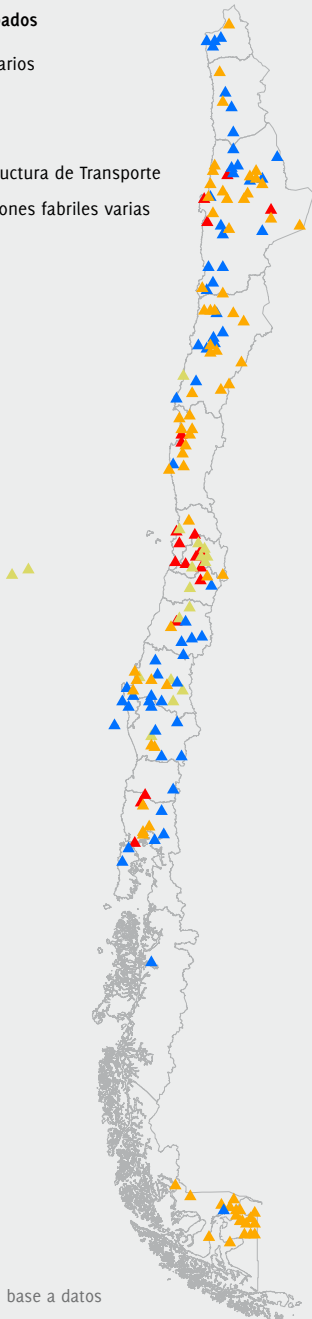 ados
arios
uctura de Transporte
ones fabriles varias
base a datos